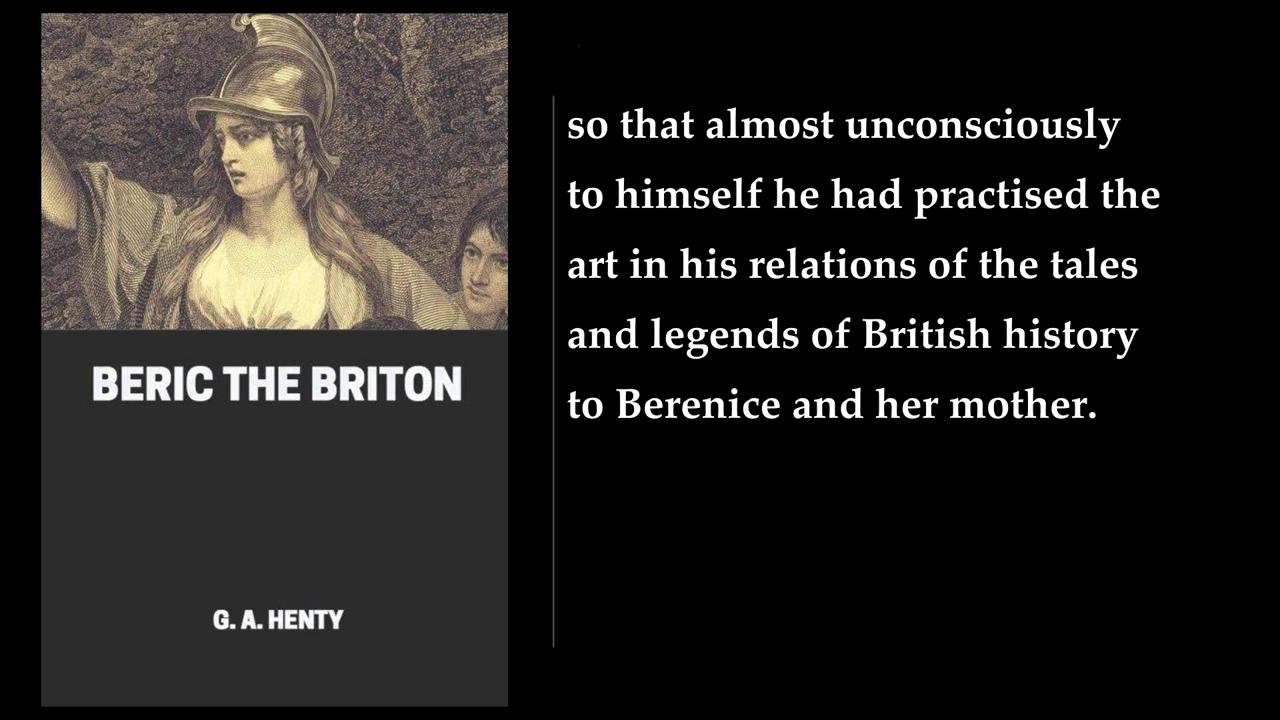 BERIC THE BRITON
G. A. HENTY
so that almost unconsciously
to himself he had practised the
art in his relations of the tales
and legends of British history
to Berenice and her mother.